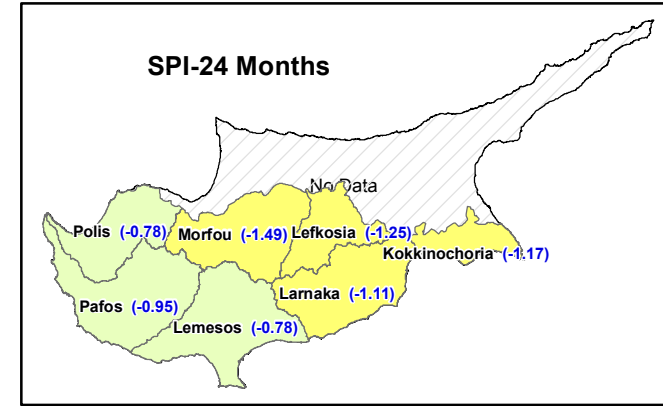 SPI-24 Months
No Data
Polis (-0.78)
Morfou (-1.49)
Lefkosia (-1.25)
Kokkinochoria (-1.17)
Pafos (-0.95)
Larnaka (-1.11)
Lemesos (-0.78)